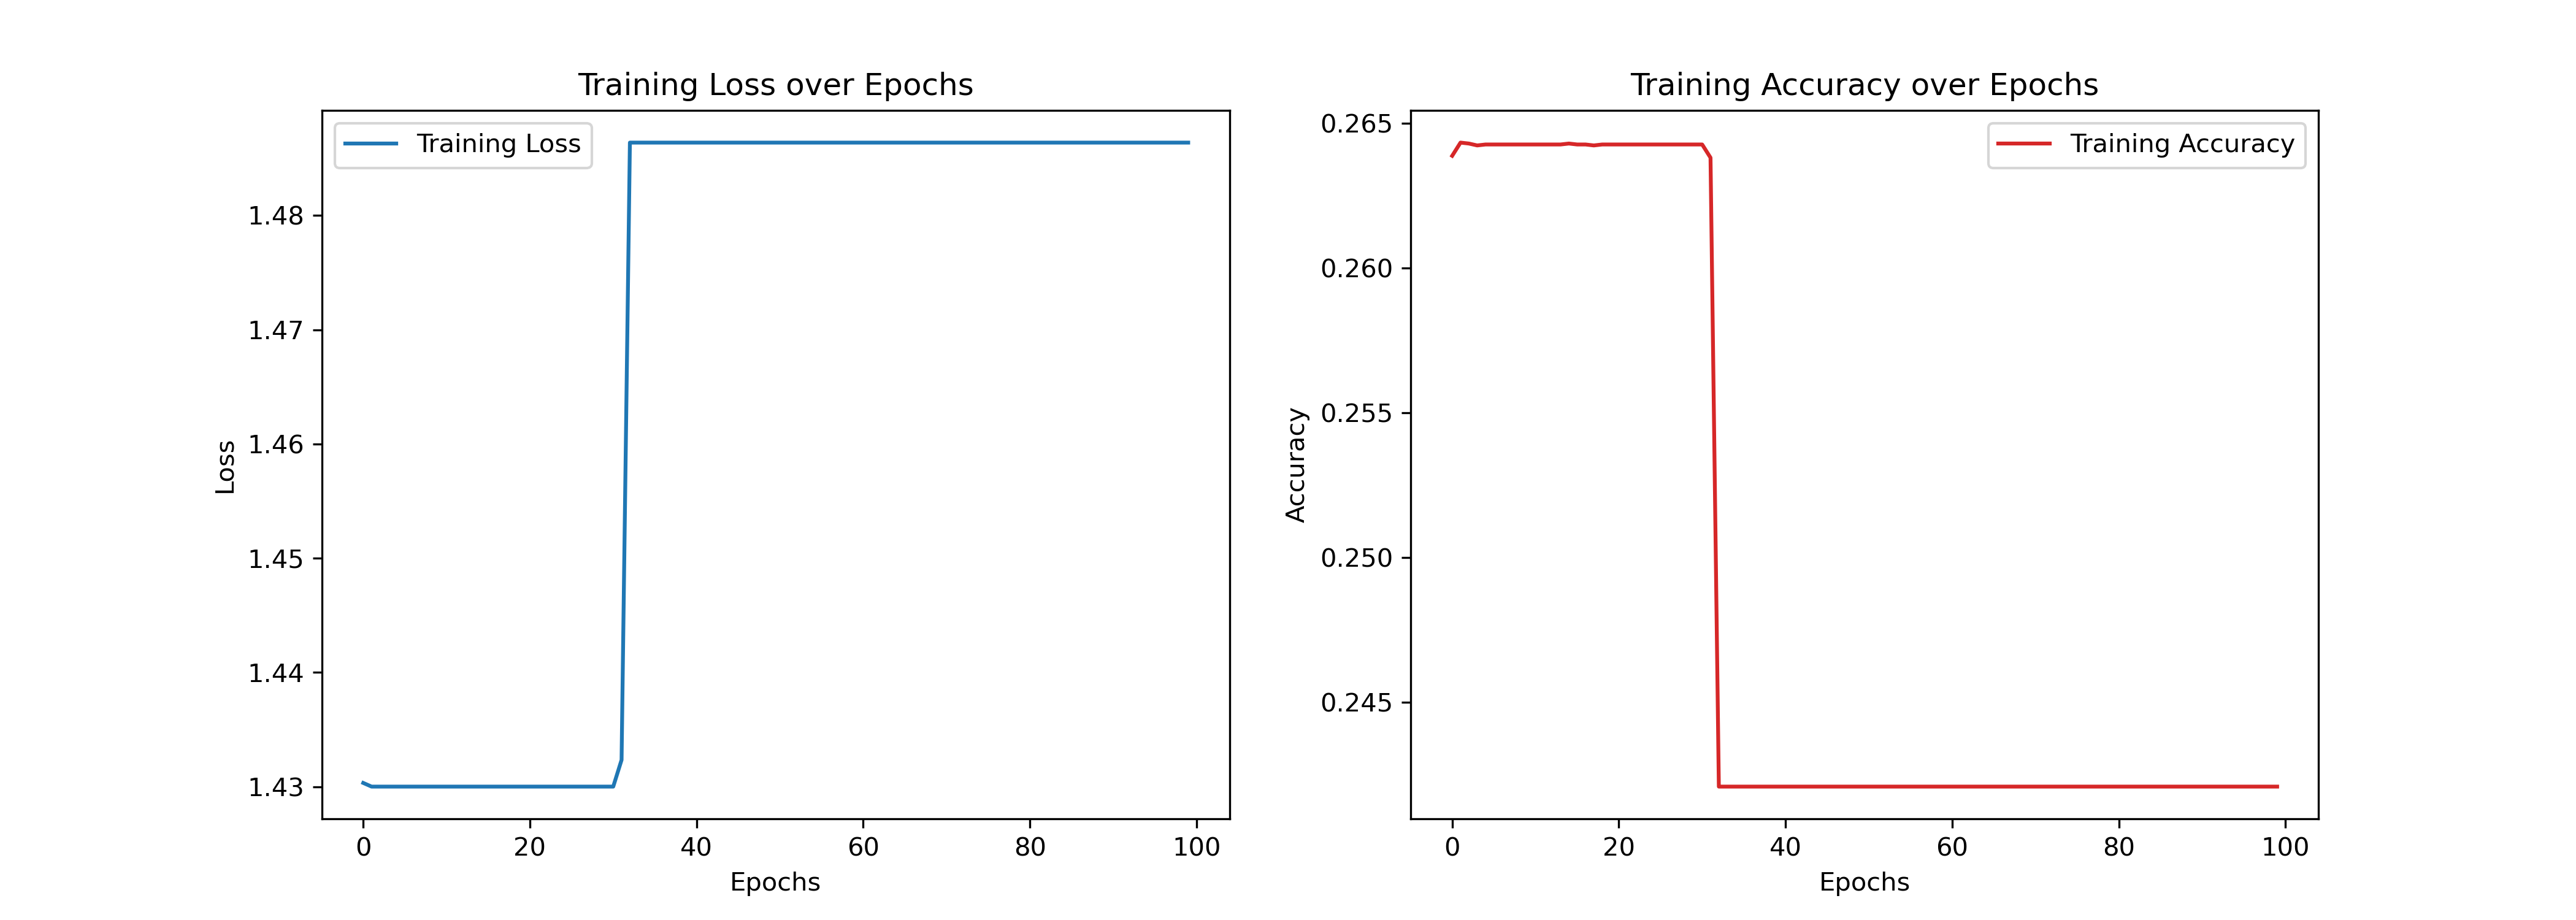 Training Loss over Epochs
Training Loss
1.48
1.47
1.46
1.45
1.44
1.43
Loss
0
20
40
60
80
100
Epochs
Training Accuracy over Epochs
Training Accuracy
0.265
0.260
0.255
0.250
0.245
Accuracy
0
20
40
60
80
100
Epochs